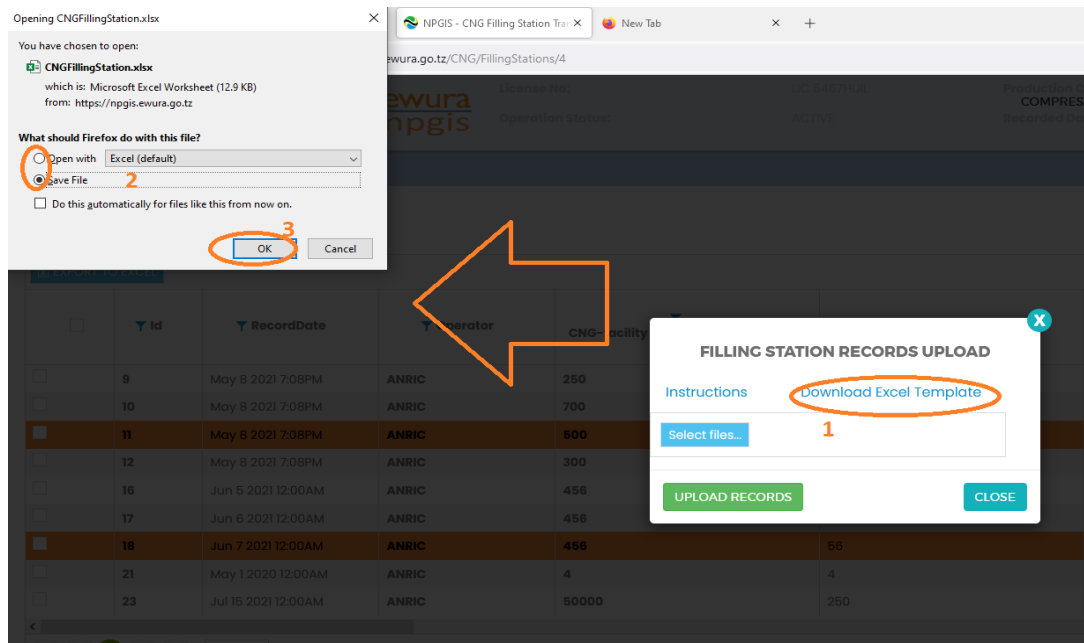 Opening CNGFillingStation.xlsx
You have chosen to open:
CNGFillingStation.xlsx
which is: Microsoft Excel Worksheet (12.9 KB)
from: https://npgis.ewura.go.tz
What should Firefox do with this file?
Open with Excel (default)
Save File
2
Do this automatically for files like this from now on.
3
OK Cancel
NPGIS - CNG Filling Station Tra
New Tab
ewura.go.tz/CNG/FillingStations/4
ewura
npgis
License No:
Operation Status:
ACTIVE
COMPRES
EXPORT TO EXCEL
Id RecordDate Operator
9 May 8 2021 7:08PM ANRIC 250
10 May 8 2021 7:08PM ANRIC 700
11 May 8 2021 7:08PM ANRIC 500
12 May 8 2021 7:08PM ANRIC 300
16 Jun 5 2021 12:00AM ANRIC 456
17 Jun 6 2021 12:00AM ANRIC 456
18 Jun 7 2021 12:00AM ANRIC 456 56
21 May 1 2020 12:00AM ANRIC 4 4
23 Jul 15 2021 12:00AM ANRIC 50000 250
X
FILLING STATION RECORDS UPLOAD
Instructions Download Excel Template
1
Select files...
UPLOAD RECORDS CLOSE